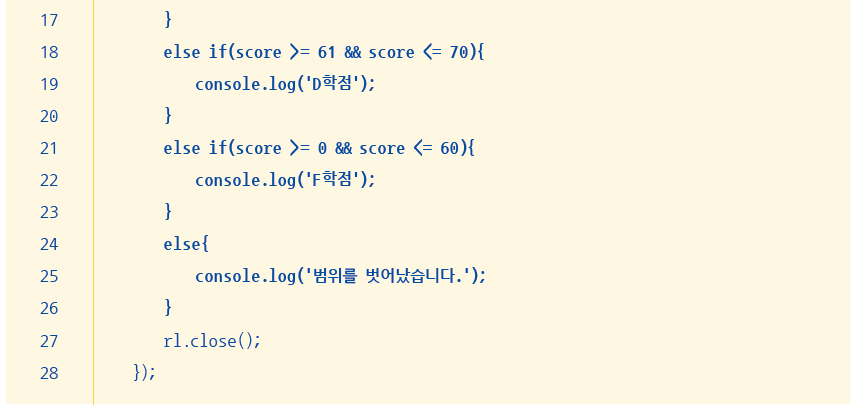 17 }
18 else if(score >= 61 && score <= 70){
19 console.log('D학점');
20 }
21 else if(score >= 0 && score <= 60){
22 console.log('F학점');
23 }
24 else{
25 console.log('범위를 벗어났습니다.');
26 }
27 rl.close();
28 });